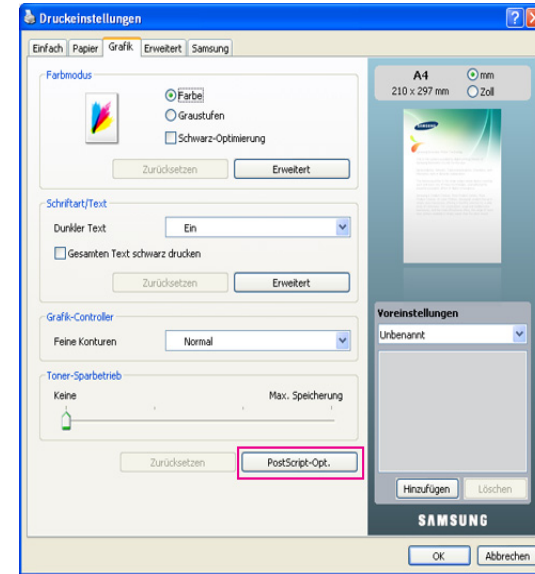 Druckeinstellungen
Einfach Papier Grafik Erweitert Samsung
Farbmodus
Farbe
Graustufen
Schwarz-Optimierung
Zurücksetzen Erweitert
Schriftart/Text
Dunkler Text Ein
Gesamten Text schwarz drucken
Zurücksetzen Erweitert
Grafik-Controller
Feine Konturen Normal
Toner-Sparbetrieb
Keine Max. Speicherung
Zurücksetzen PostScript-Opt.
A4 mm
210 x 297 mm Zoll
Voreinstellungen
Unbenannt
Hinzufügen Löschen
SAMSUNG
OK Abbrechen